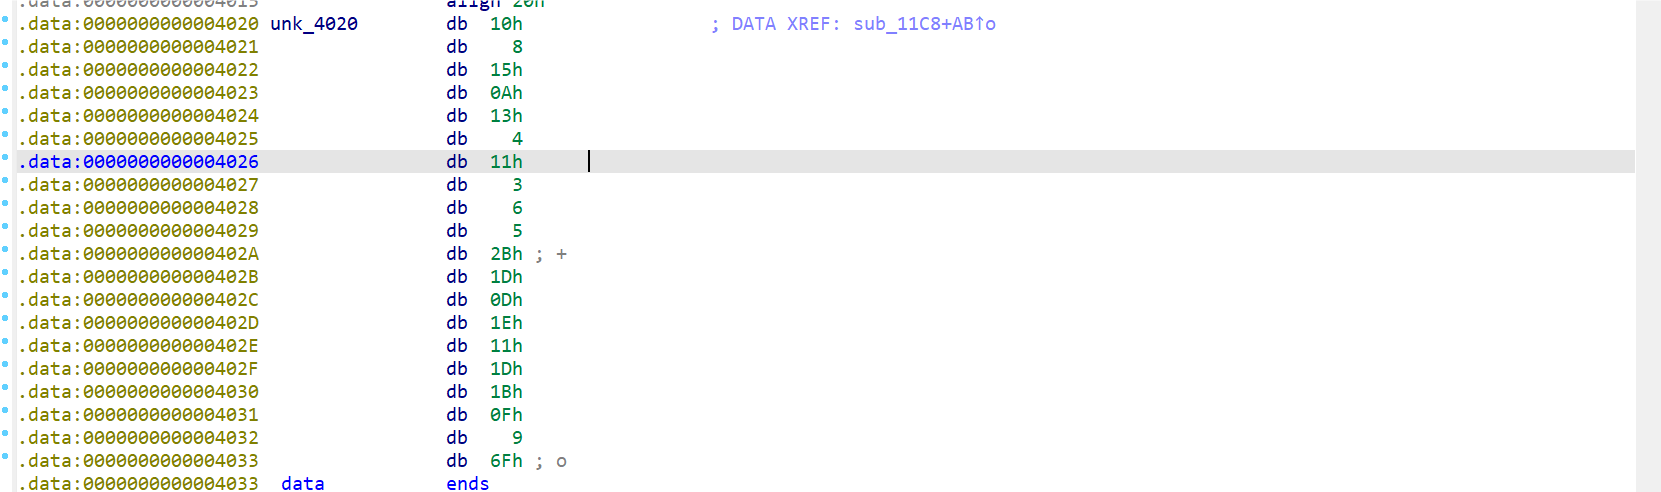 .data:0000000000004015 align 20h
.data:0000000000004020 unk_4020 db 10h ; DATA XREF: sub_11C8+AB↑o
.data:0000000000004021 db 8
.data:0000000000004022 db 15h
.data:0000000000004023 db 0Ah
.data:0000000000004024 db 13h
.data:0000000000004025 db 4
.data:0000000000004026 db 11h
.data:0000000000004027 db 3
.data:0000000000004028 db 6
.data:0000000000004029 db 5
.data:000000000000402A db 2Bh ; +
.data:000000000000402B db 1Dh
.data:000000000000402C db 0Dh
.data:000000000000402D db 1Eh
.data:000000000000402E db 11h
.data:000000000000402F db 1Dh
.data:0000000000004030 db 1Bh
.data:0000000000004031 db 0Fh
.data:0000000000004032 db 9
.data:0000000000004033 db 6Fh ; o
.data:0000000000004033 data ends